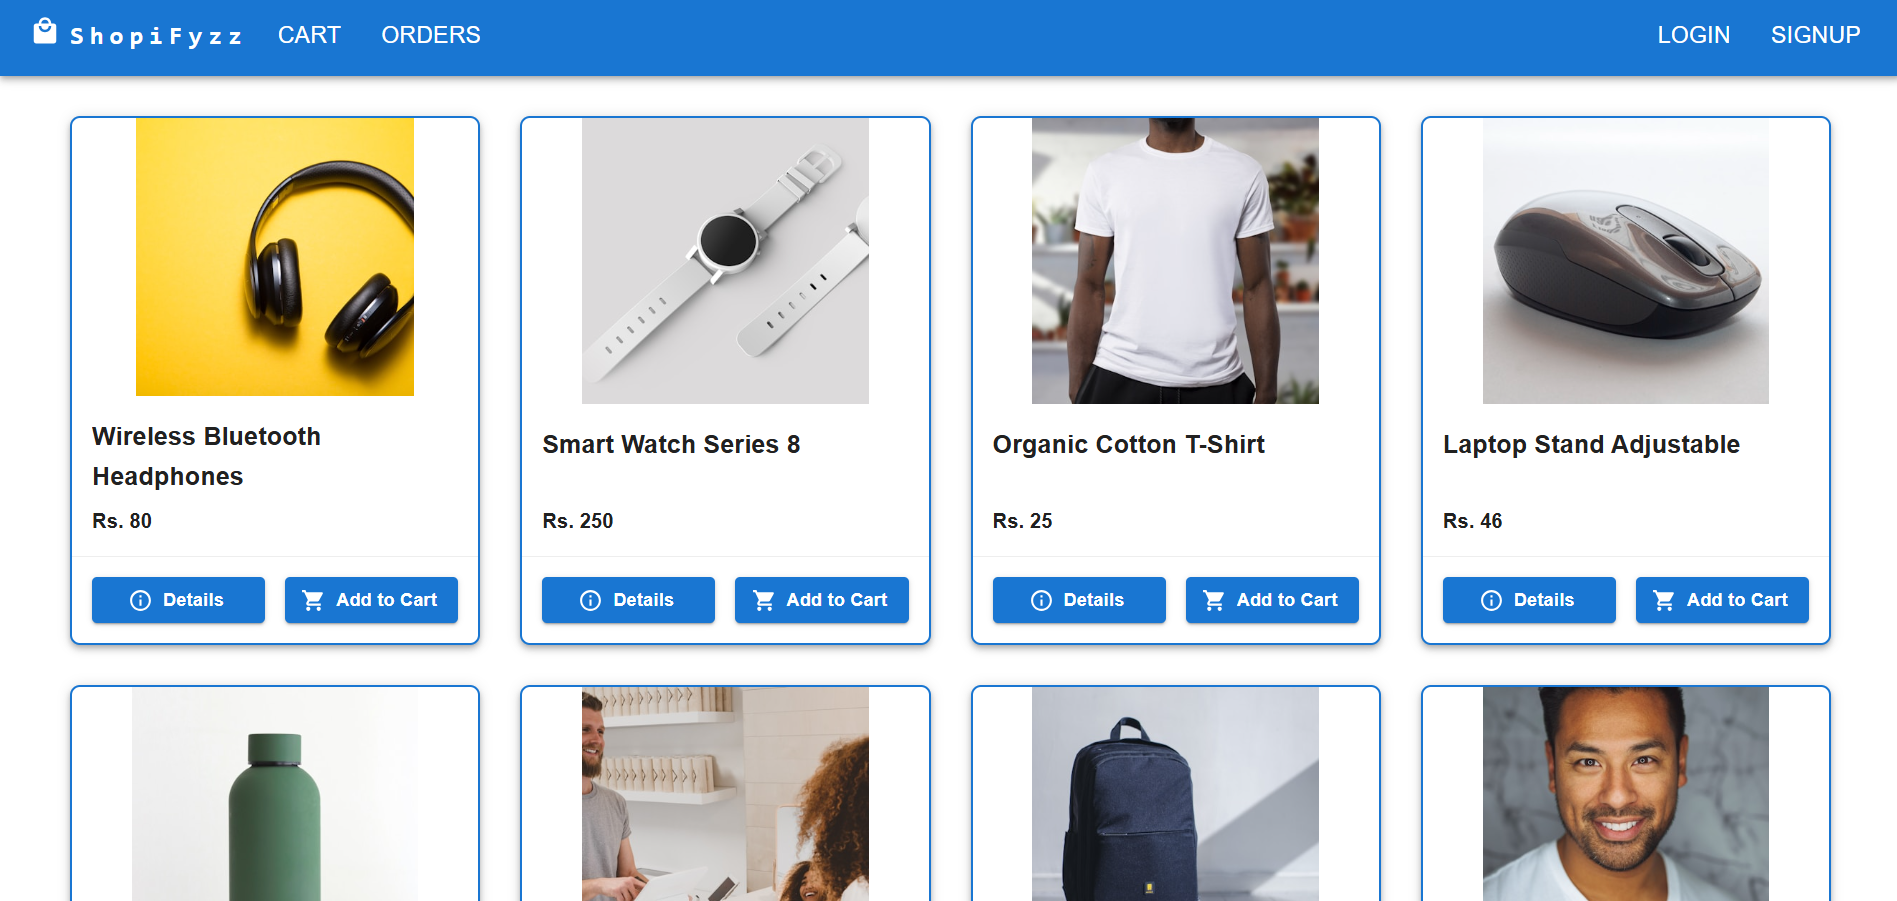 ShopiFyzz CART ORDERS LOGIN SIGNUP
Wireless Bluetooth
Headphones
Rs. 80
Details Add to Cart
Smart Watch Series 8
Rs. 250
Details Add to Cart
Organic Cotton T-Shirt
Rs. 25
Details Add to Cart
Laptop Stand Adjustable
Rs. 46
Details Add to Cart